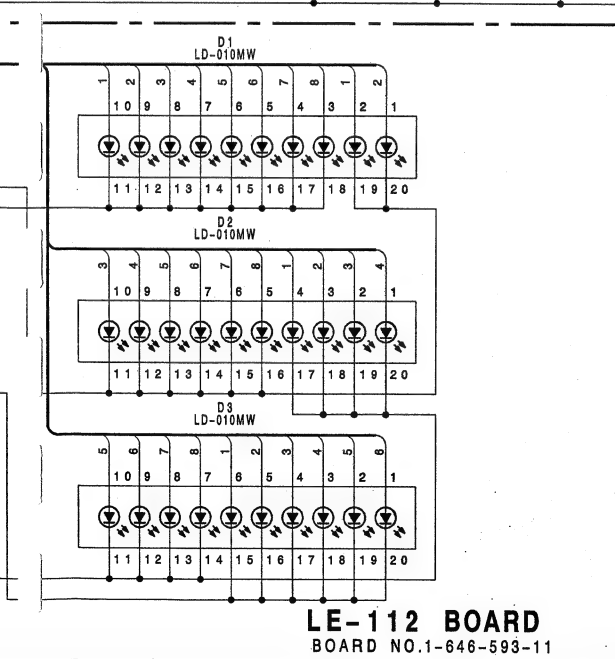 D1
LD-010MW
1 2 3 4 5 6 7 8 1 2
10 9 8 7 6 5 4 3 2 1
11 12 13 14 15 16 17 18 19 20
D2
LD-010MW
3 4 5 6 7 8 1 2 3 4
10 9 8 7 6 5 4 3 2 1
11 12 13 14 15 16 17 18 19 20
D3
LD-010MW
5 6 7 8 1 2 3 4 5 6
10 9 8 7 6 5 4 3 2 1
11 12 13 14 15 16 17 18 19 20
LE-112 BOARD
BOARD NO.1-646-593-11